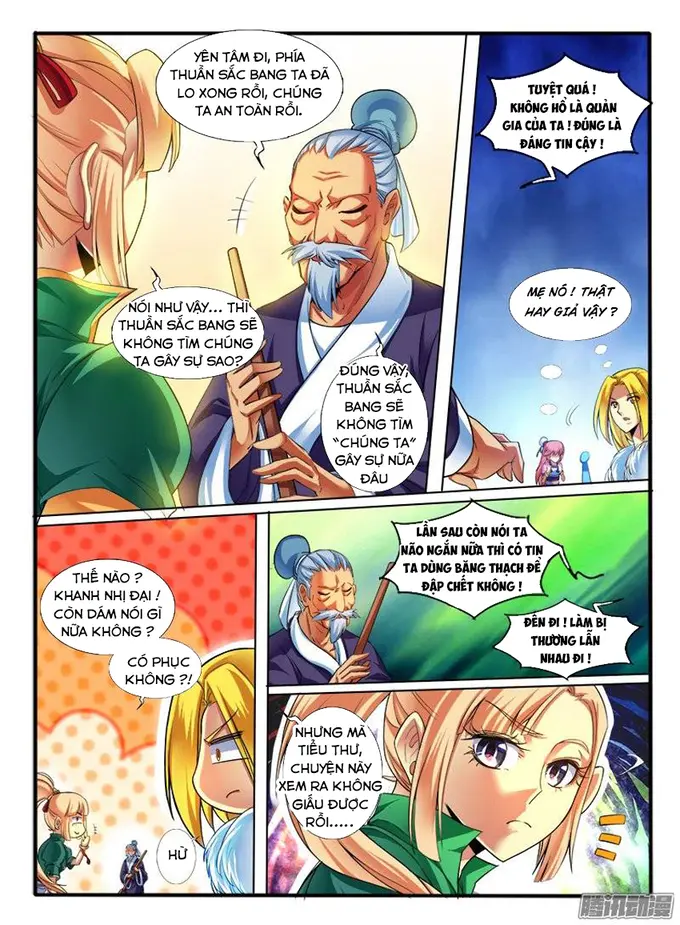 YÊN TÂM ĐI, PHÍA
THUẦN SẮC BANG TA ĐÃ
LO XONG RỒI, CHÚNG
TA AN TOÀN RỒI.
TUYỆT QUÁ !
KHÔNG HỔ LÀ QUẢN
GIA CỦA TA ! ĐÚNG LÀ
ĐÁNG TIN CẬY !
NÓI NHƯ VẬY... THÌ
THUẦN SẮC BANG SẼ
KHÔNG TÌM CHÚNG
TA GÂY SỰ SAO?
MẸ NÓ ! THẬT
HAY GIẢ VẬY ?
ĐÚNG VẬY,
THUẦN SẮC
BANG SẼ
KHÔNG TÌM
“CHÚNG TA”
GÂY SỰ NỮA
ĐÂU
THẾ NÀO ?
KHANH NHỊ ĐẠI !
CÒN DÁM NÓI GÌ
NỮA KHÔNG ?
CÓ PHỤC
KHÔNG ?!
HỪ
LẦN SAU CÒN NÓI TA
NÃO NGẮN NỮA THÌ CÓ TIN
TA DÙNG BĂNG THẠCH ĐỂ
ĐẬP CHẾT KHÔNG !
ĐẾN ĐI ! LÀM BỊ
THƯƠNG LẪN
NHAU ĐI !
NHƯNG MÀ
TIỂU THƯ,
CHUYỆN NÀY
XEM RA KHÔNG
GIẤU ĐƯỢC
RỒI.....
腾讯动漫